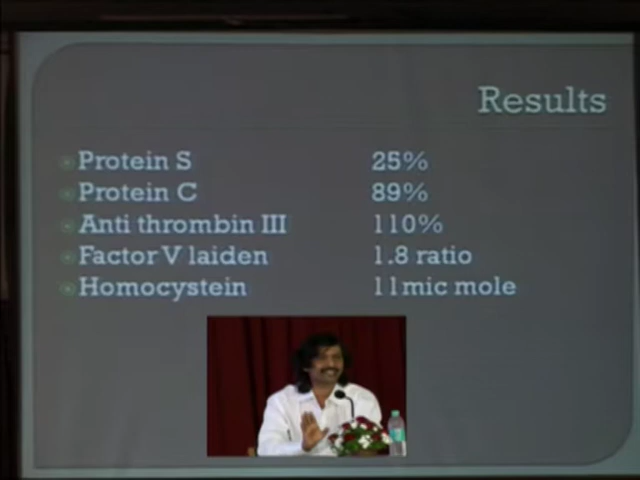 Results
Protein S 25%
Protein C 89%
Anti thrombin III 110%
Factor V laiden 1.8 ratio
Homocystein 11mic mole